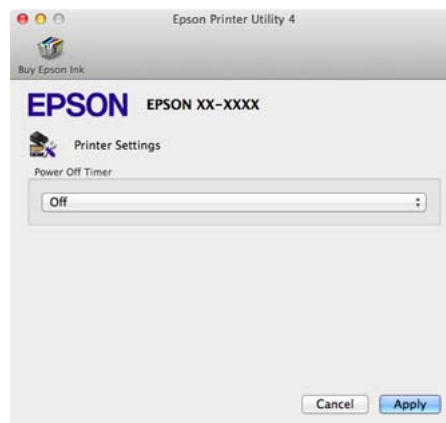 Epson Printer Utility 4
Buy Epson Ink
EPSON EPSON XX-XXXX
Printer Settings
Power Off Timer
Off
Cancel Apply